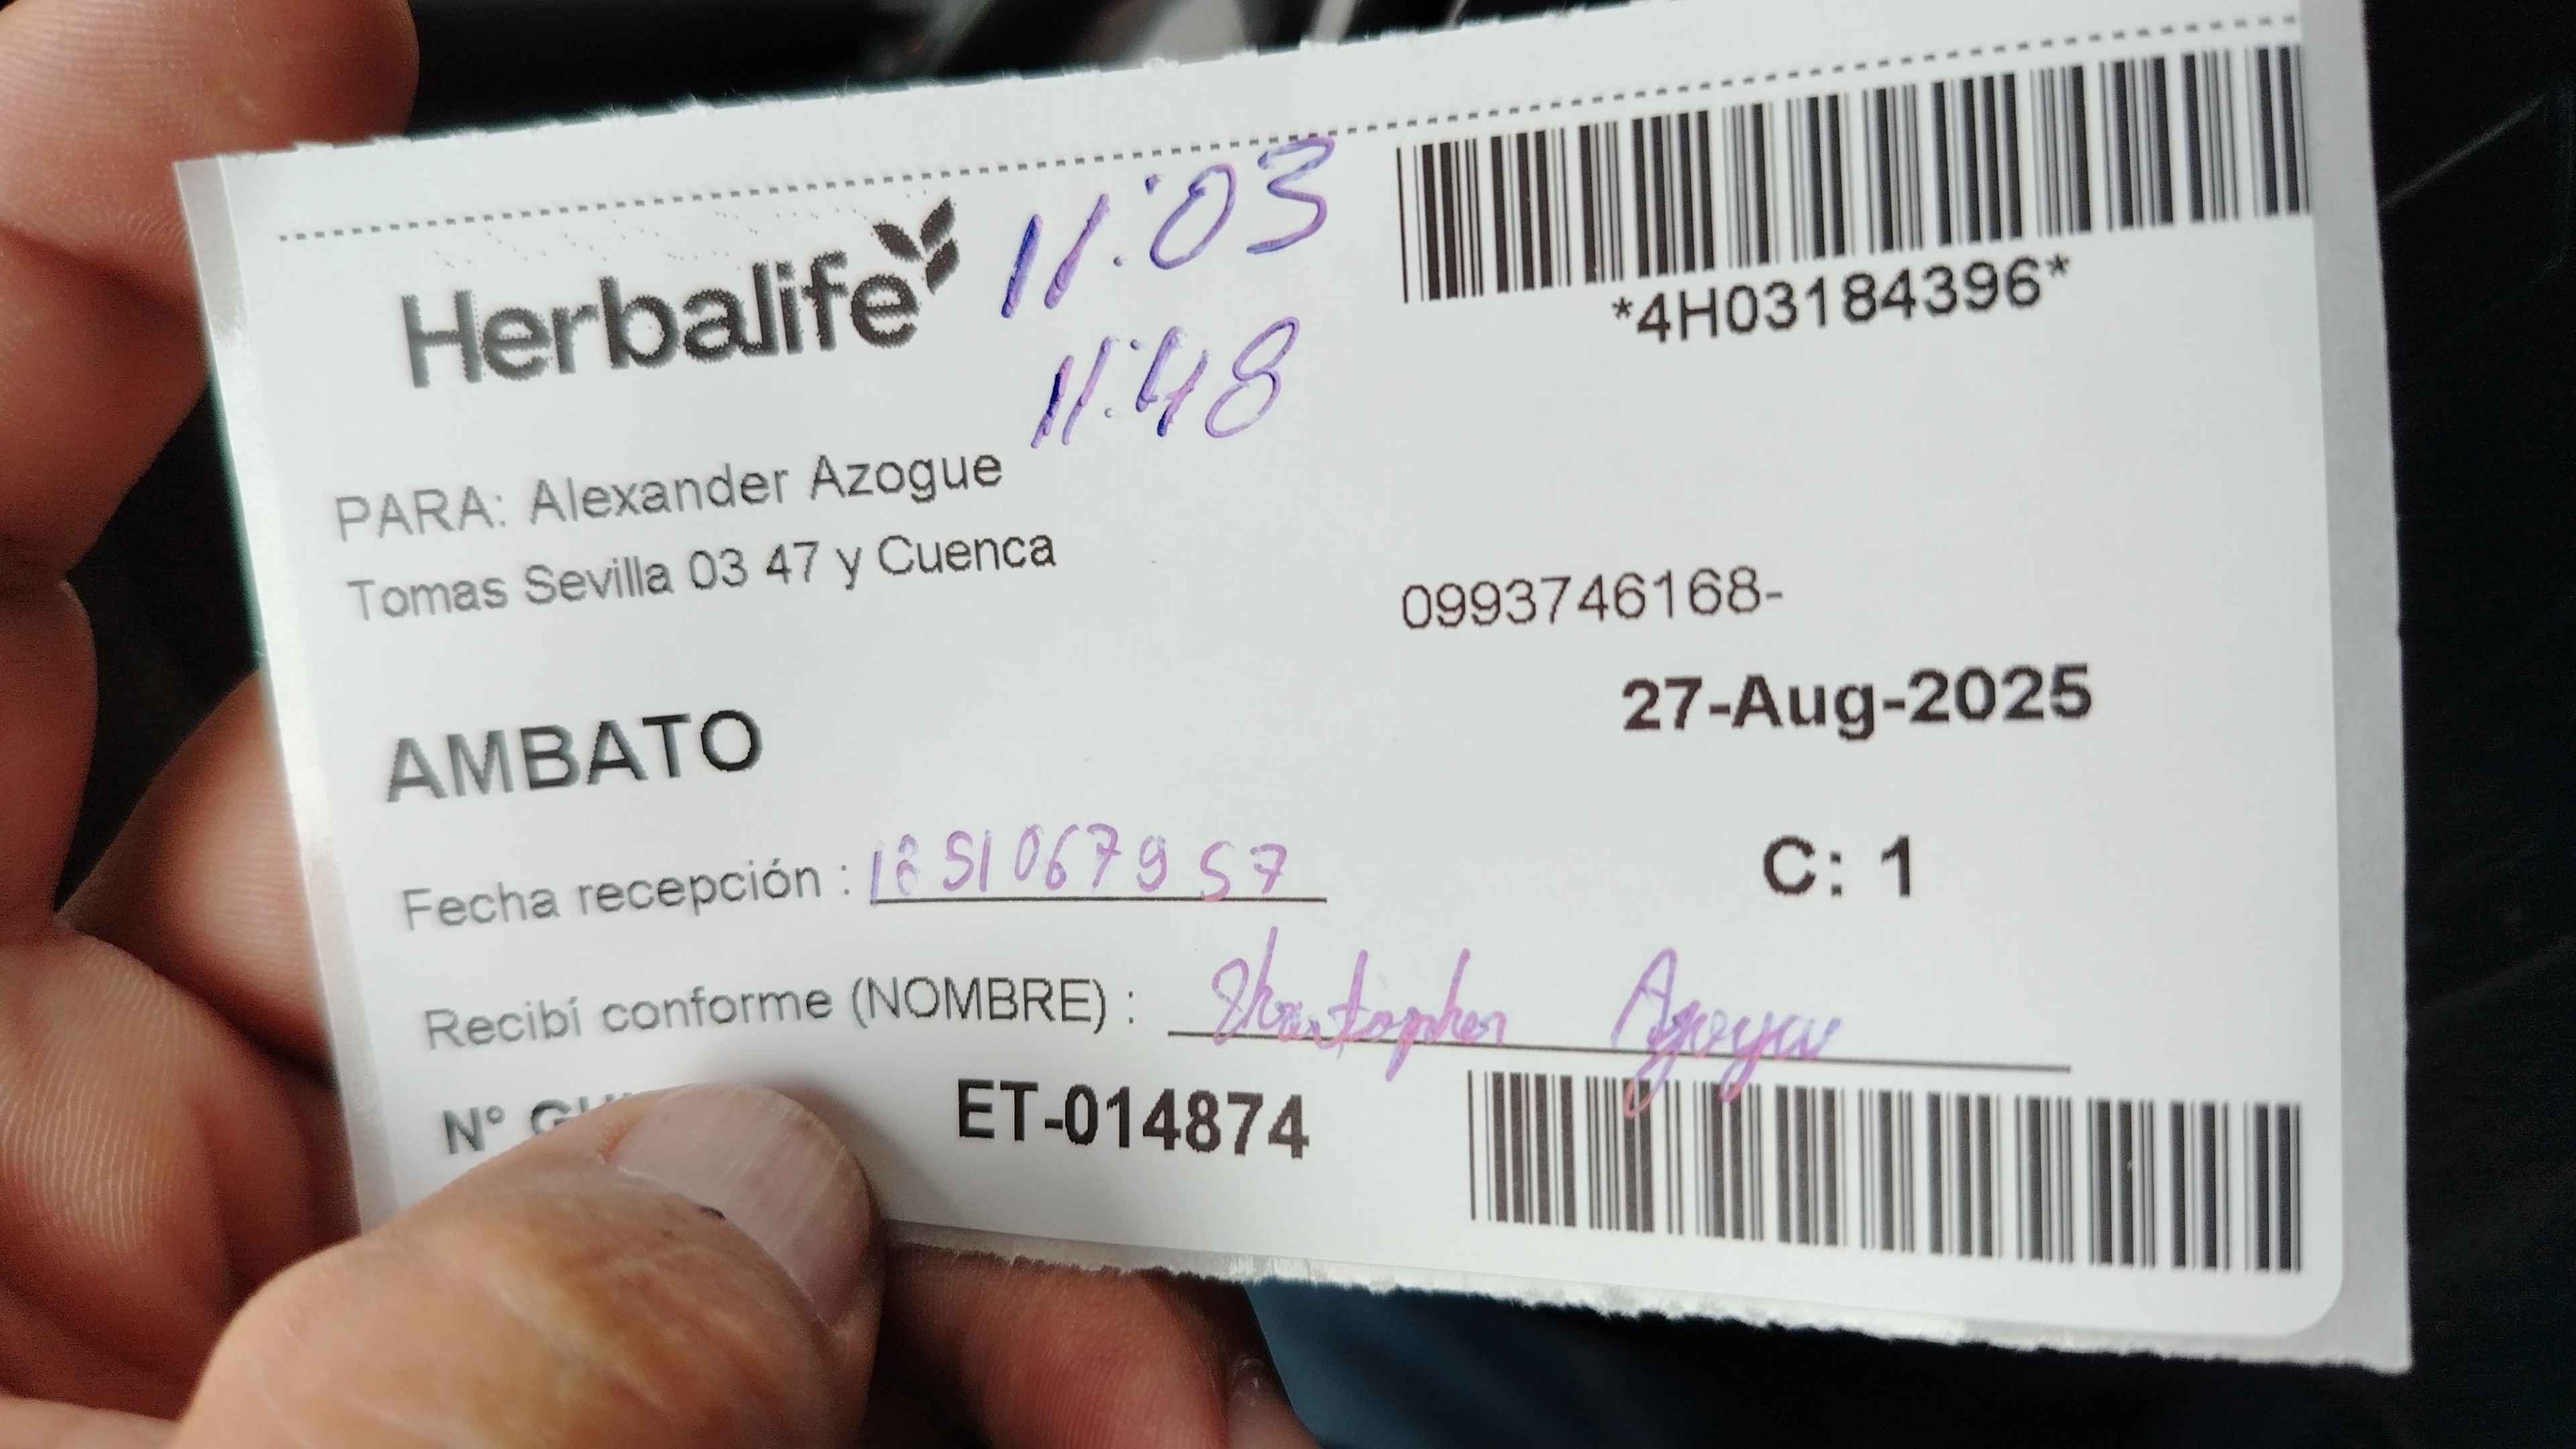 Herbalife
11:03
11:48
*4H03184396*
PARA: Alexander Azogue
Tomas Sevilla 03 47 y Cuenca
0993746168-
AMBATO
27-Aug-2025
Fecha recepción : 1851067957
C: 1
Recibí conforme (NOMBRE) :
N°
ET-014874